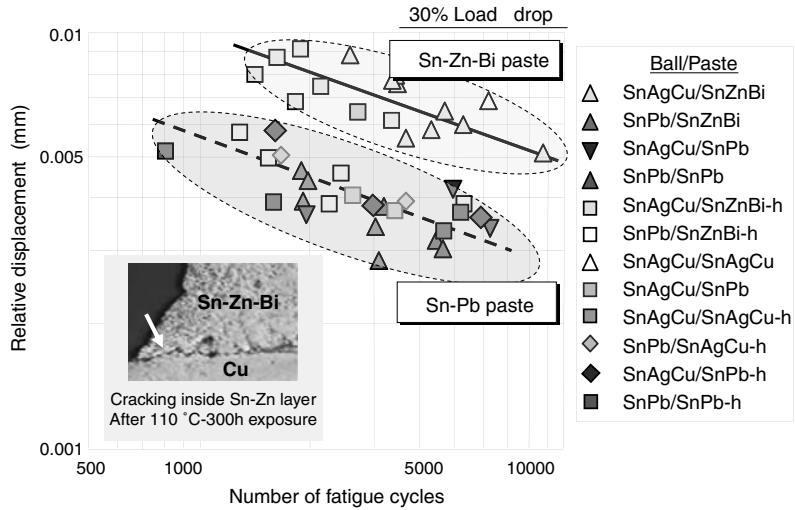 30% Load drop
0.01
Sn-Zn-Bi paste
0.005
Relative displacement (mm)
Sn-Pb paste
Sn-Zn-Bi
Cu
Cracking inside Sn-Zn layer
After 110 ˚C-300h exposure
0.001
500
1000
5000
10000
Number of fatigue cycles
Ball/Paste
SnAgCu/SnZnBi
SnPb/SnZnBi
SnAgCu/SnPb
SnPb/SnPb
SnAgCu/SnZnBi-h
SnPb/SnZnBi-h
SnAgCu/SnAgCu
SnAgCu/SnPb
SnAgCu/SnAgCu-h
SnPb/SnAgCu-h
SnAgCu/SnPb-h
SnPb/SnPb-h